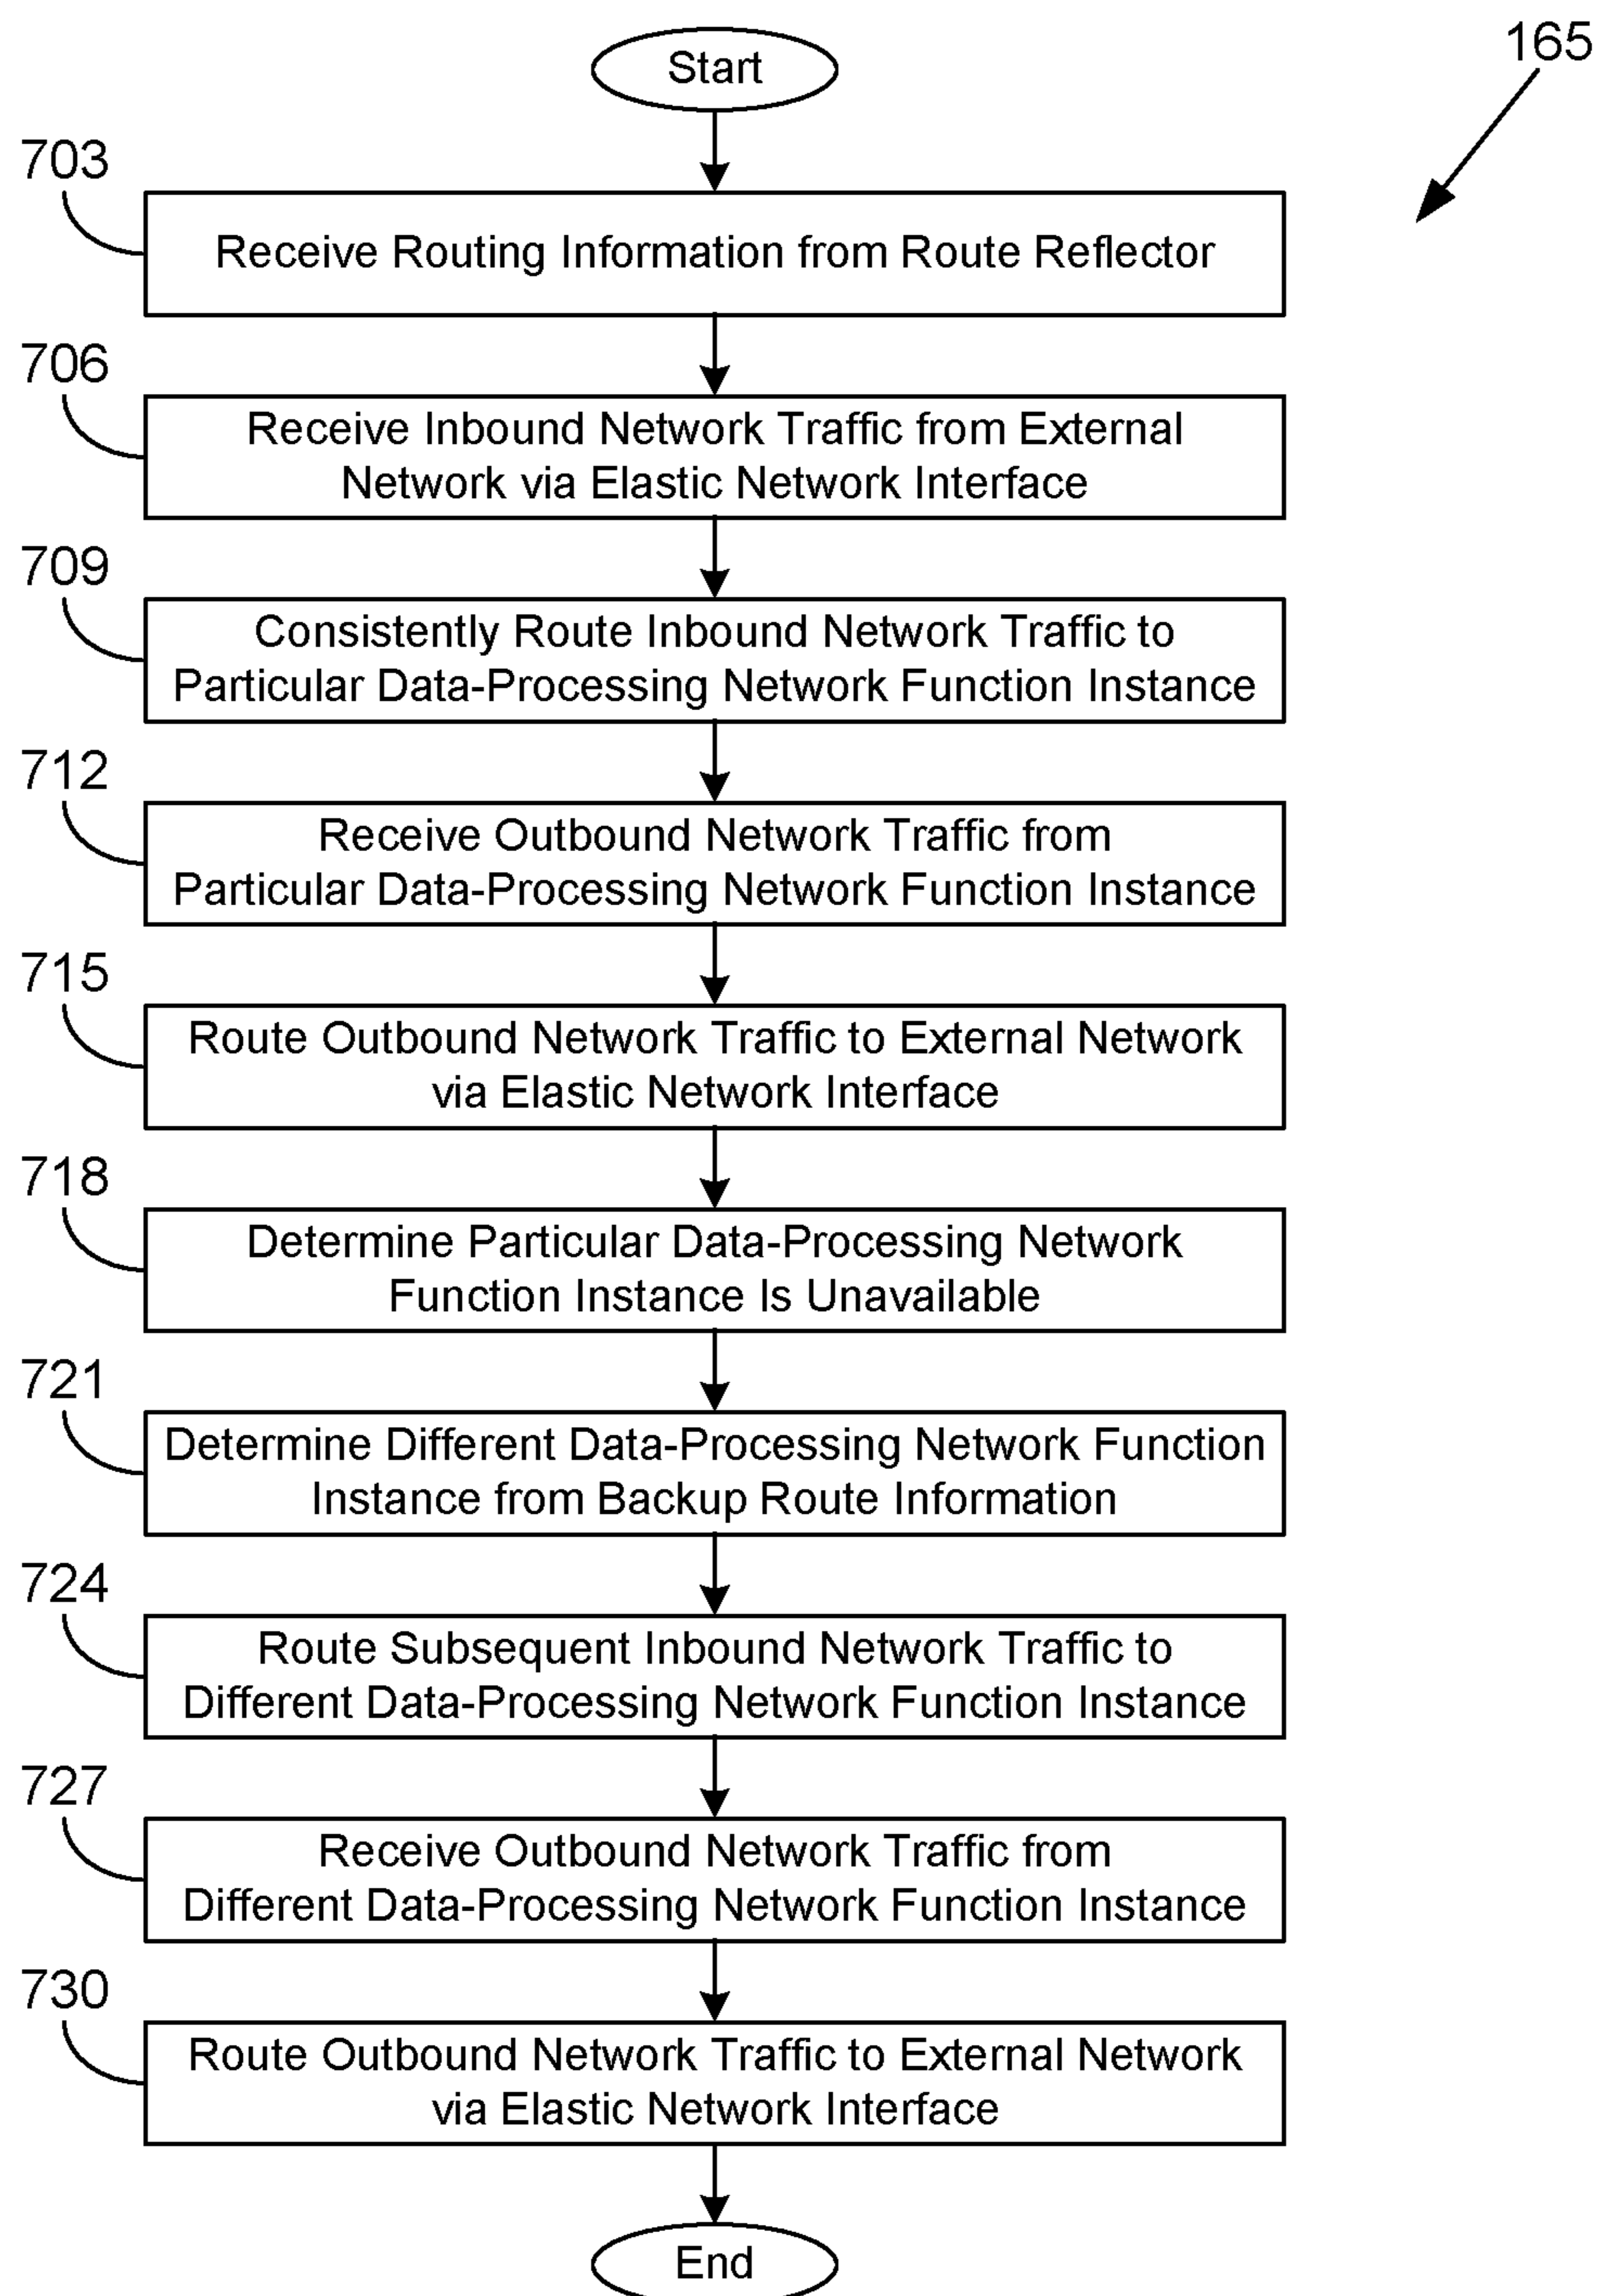 Start
165
703
Receive Routing Information from Route Reflector
706
Receive Inbound Network Traffic from External
Network via Elastic Network Interface
709
Consistently Route Inbound Network Traffic to
Particular Data-Processing Network Function Instance
712
Receive Outbound Network Traffic from
Particular Data-Processing Network Function Instance
715
Route Outbound Network Traffic to External Network
via Elastic Network Interface
718
Determine Particular Data-Processing Network
Function Instance Is Unavailable
721
Determine Different Data-Processing Network Function
Instance from Backup Route Information
724
Route Subsequent Inbound Network Traffic to
Different Data-Processing Network Function Instance
727
Receive Outbound Network Traffic from
Different Data-Processing Network Function Instance
730
Route Outbound Network Traffic to External Network
via Elastic Network Interface
End